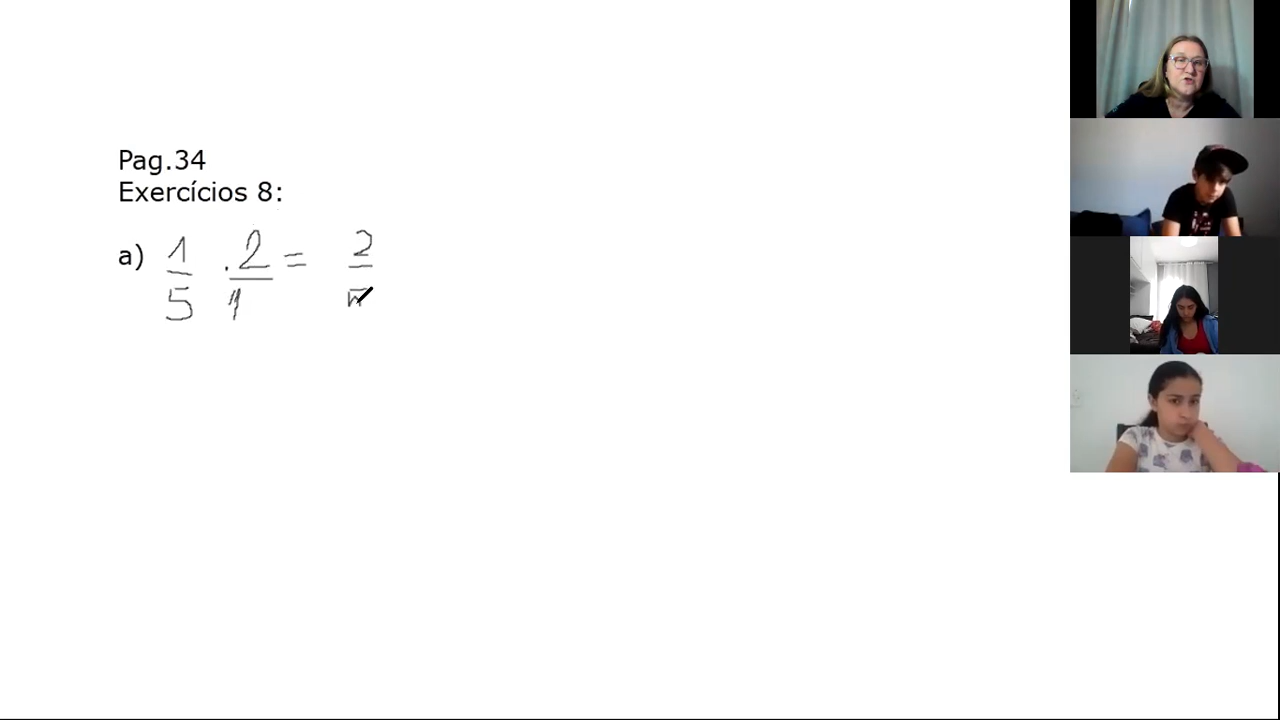 Pag.34
Exercícios 8:
a) 1/5 . 2/1 = 2/